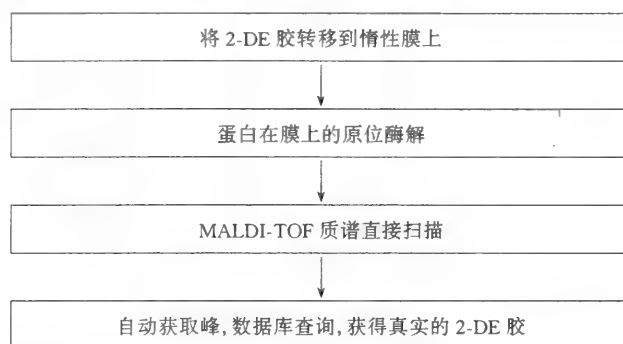 将 2-DE 胶转移到惰性膜上
蛋白在膜上的原位酶解
MALDI-TOF 质谱直接扫描
自动获取峰,数据库查询,获得真实的 2-DE 胶